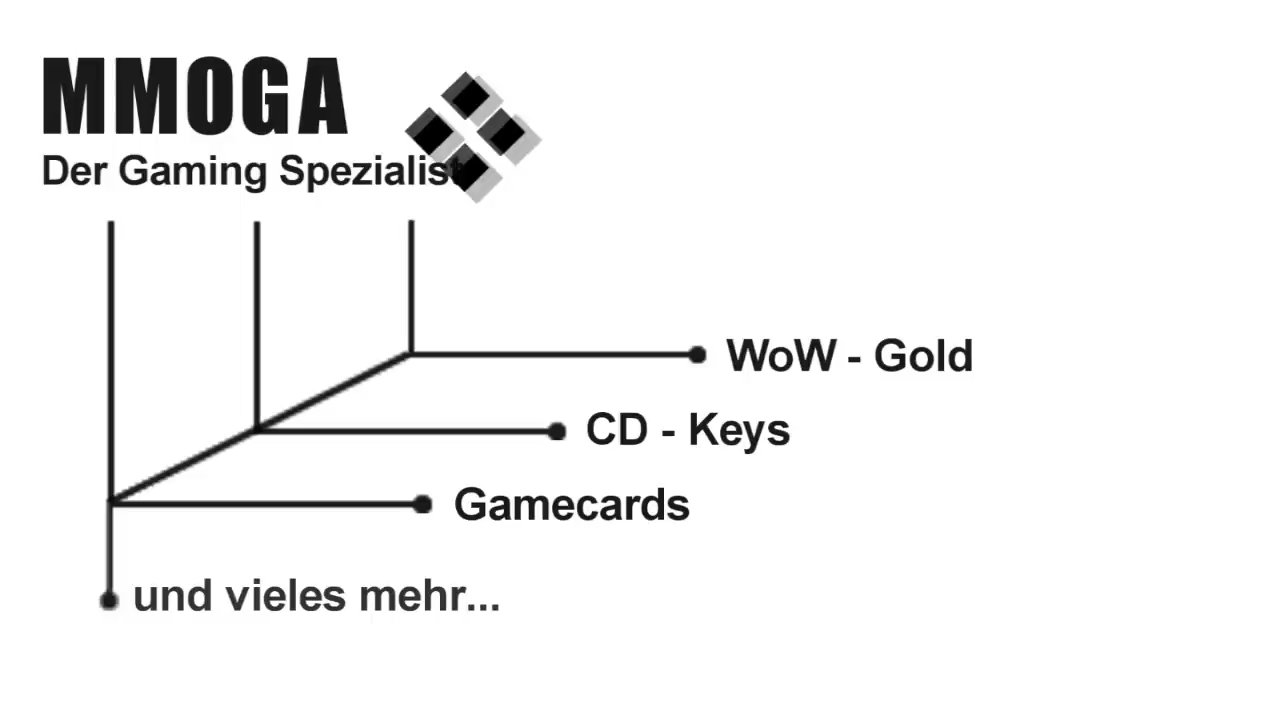 MMOGA
Der Gaming Spezialist
WoW - Gold
CD - Keys
Gamecards
und vieles mehr...